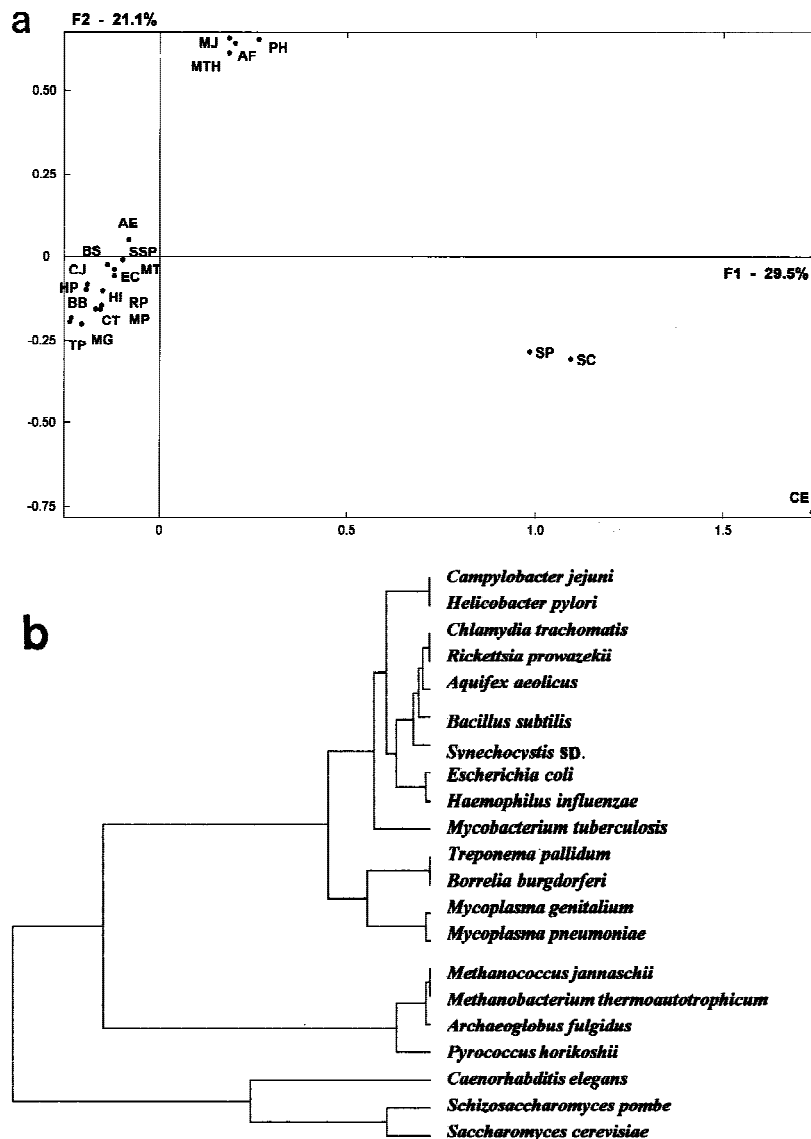 a
F2 - 21.1%
MJ
AF
PH
MTH
0.50
0.25
AE
BS
SSP
0
CJ
EC
MT
F1 - 29.5%
HP
HI
BB
RP
CT
MP
TP
MG
-0.25
SP
SC
-0.50
CE
-0.75
0
0.5
1.0
1.5
b
Campylobacter jejuni
Helicobacter pylori
Chlamydia trachomatis
Rickettsia prowazekii
Aquifex aeolicus
Bacillus subtilis
Synechocystis SD.
Escherichia coli
Haemophilus influenzae
Mycobacterium tuberculosis
Treponema pallidum
Borrelia burgdorferi
Mycoplasma genitalium
Mycoplasma pneumoniae
Methanococcus jannaschii
Methanobacterium thermoautotrophicum
Archaeoglobus fulgidus
Pyrococcus horikoshii
Caenorhabditis elegans
Schizosaccharomyces pombe
Saccharomyces cerevisiae